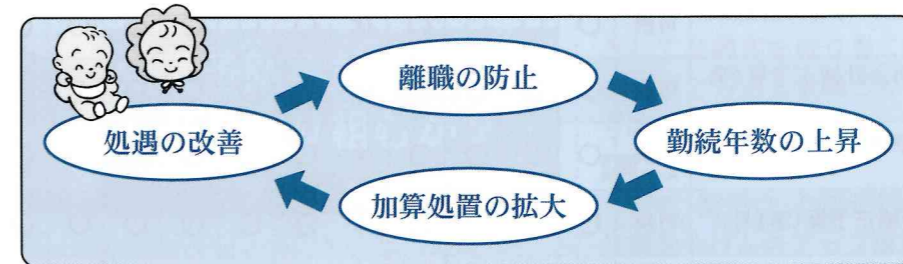 離職の防止
処遇の改善
勤続年数の上昇
加算処置の拡大